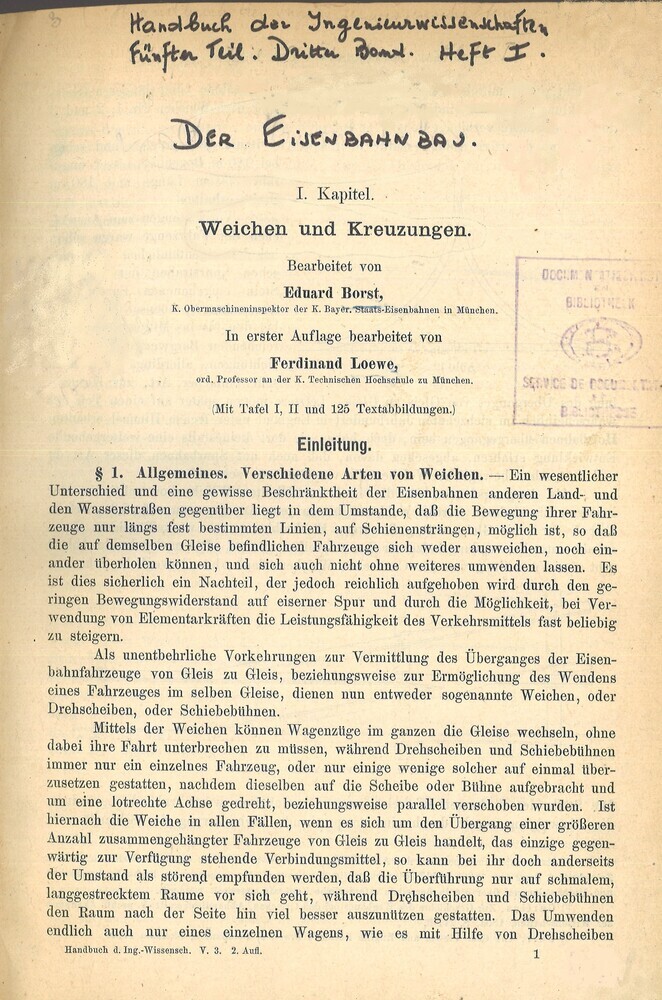 Handbuch der Ingenieurwissenschaften
Fünfter Teil. Dritter Band. Heft I.
DER EISENBAHNBAU.
I. Kapitel.
Weichen und Kreuzungen.
Bearbeitet von
Eduard Borst,
K. Obermaschineninspektor der K. Bayer. Staats-Eisenbahnen in München.
In erster Auflage bearbeitet von
Ferdinand Loewe,
ord. Professor an der K. Technischen Hochschule zu München.
(Mit Tafel I, II und 125 Textabbildungen.)
BIBLIOTHEEK
SERVICE DE
Einleitung.
§ 1. Allgemeines. Verschiedene Arten von Weichen. — Ein wesentlicher
Unterschied und eine gewisse Beschränktheit der Eisenbahnen anderen Land- und
den Wasserstraßen gegenüber liegt in dem Umstande, daß die Bewegung ihrer Fahr-
zeuge nur längs fest bestimmten Linien, auf Schienensträngen, möglich ist, so daß
die auf demselben Gleise befindlichen Fahrzeuge sich weder ausweichen, noch ein-
ander überholen können, und sich auch nicht ohne weiteres umwenden lassen. Es
ist dies sicherlich ein Nachteil, der jedoch reichlich aufgehoben wird durch den ge-
ringen Bewegungswiderstand auf eiserner Spur und durch die Möglichkeit, bei Ver-
wendung von Elementarkräften die Leistungsfähigkeit des Verkehrsmittels fast beliebig
zu steigern.
Als unentbehrliche Vorkehrungen zur Vermittlung des Überganges der Eisen-
bahnfahrzeuge von Gleis zu Gleis, beziehungsweise zur Ermöglichung des Wendens
eines Fahrzeuges im selben Gleise, dienen nun entweder sogenannte Weichen, oder
Drehscheiben, oder Schiebebühnen.
Mittels der Weichen können Wagenzüge im ganzen die Gleise wechseln, ohne
dabei ihre Fahrt unterbrechen zu müssen, während Drehscheiben und Schiebebühnen
immer nur ein einzelnes Fahrzeug, oder nur einige wenige solcher auf einmal über-
zusetzen gestatten, nachdem dieselben auf die Scheibe oder Bühne aufgebracht und
um eine lotrechte Achse gedreht, beziehungsweise parallel verschoben wurden. Ist
hiernach die Weiche in allen Fällen, wenn es sich um den Übergang einer größeren
Anzahl zusammengehängter Fahrzeuge von Gleis zu Gleis handelt, das einzige gegen-
wärtig zur Verfügung stehende Verbindungsmittel, so kann bei ihr doch anderseits
der Umstand als störend empfunden werden, daß die Überführung nur auf schmalem,
langgestrecktem Raume vor sich geht, während Drehscheiben und Schiebebühnen
den Raum nach der Seite hin viel besser auszunützen gestatten. Das Umwenden
endlich auch nur eines einzelnen Wagens, wie es mit Hilfe von Drehscheiben
Handbuch d. Ing.-Wissensch. V. 3. 2. Aufl.
1